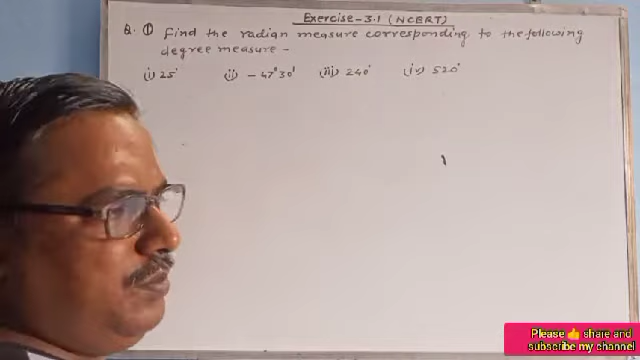 Exercise-3.1 (NCERT)
Q. ① Find the radian measure corresponding to the following
degree measure -
(i) 25° (ii) -47°30' (iii) 240° (iv) 520°
Please 👍 share and
subscribe my channel